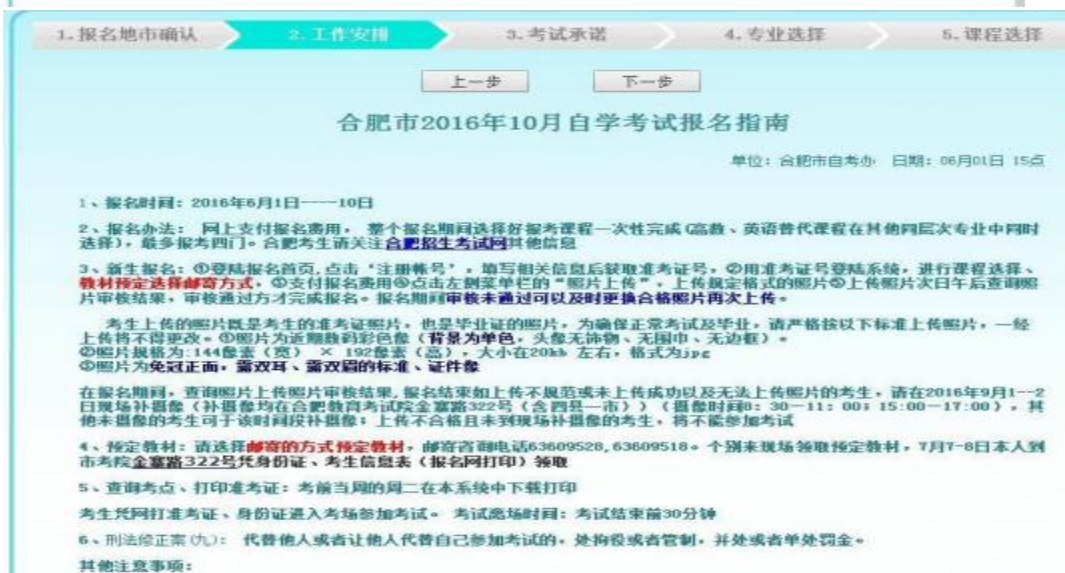 1.报名地市确认
2.工作安排
3.考试承诺
4.专业选择
5.课程选择
上一步
下一步
合肥市2016年10月自学考试报名指南
单位：合肥市自考办 日期：06月01日 15点
1、报名时间：2016年6月1日----10日
2、报名办法： 网上支付报名费用， 整个报名期间选择好报考课程一次性完成（高数、英语替代课程在其他同层次专业中同时
选择），最多报考四门。合肥考生请关注合肥招生考试网其他信息
3、新生报名：①登陆报名首页,点击‘注册帐号’，填写相关信息后获取准考证号，②用准考证号登陆系统，进行课程选择、
教材预定选择邮寄方式，③支付报名费用④点击左侧菜单栏的“照片上传”，上传规定格式的照片⑤上传照片次日午后查询照
片审核结果，审核通过方才完成报名。报名期间审核未通过可以及时更换合格照片再次上传。
考生上传的照片既是考生的准考证照片，也是毕业证的照片，为确保正常考试及毕业，请严格按以下标准上传照片，一经
上传将不得更改。①照片为近期数码彩色像（背景为单色，头像无饰物、无围巾、无边框）。
②照片规格为:144像素（宽） × 192像素（高），大小在20kb 左右，格式为jpg
③照片为免冠正面，露双耳、露双眉的标准、证件像
在报名期间，查询照片上传照片审核结果,报名结束如上传不规范或未上传成功以及无法上传照片的考生，请在2016年9月1--2
日现场补摄像（补摄像均在合肥教育考试院金寨路322号（含四县一市））（摄像时间8：30－11：00；15:00－17:00），其
他未摄像的考生可于该时间段补摄像；上传不合格且未到现场补摄像的考生，将不能参加考试
4、预定教材：请选择邮寄的方式预定教材，邮寄咨询电话63609528,63609518。个别来现场领取预定教材，7月7-8日本人到
市考院金寨路322号凭身份证、考生信息表（报名网打印）领取
5、查询考点、打印准考证：考前当周的周二在本系统中下载打印
考生凭网打准考证、身份证进入考场参加考试。 考试离场时间：考试结束前30分钟
6、刑法修正案(九)： 代替他人或者让他人代替自己参加考试的，处拘役或者管制，并处或者单处罚金。
其他注意事项：